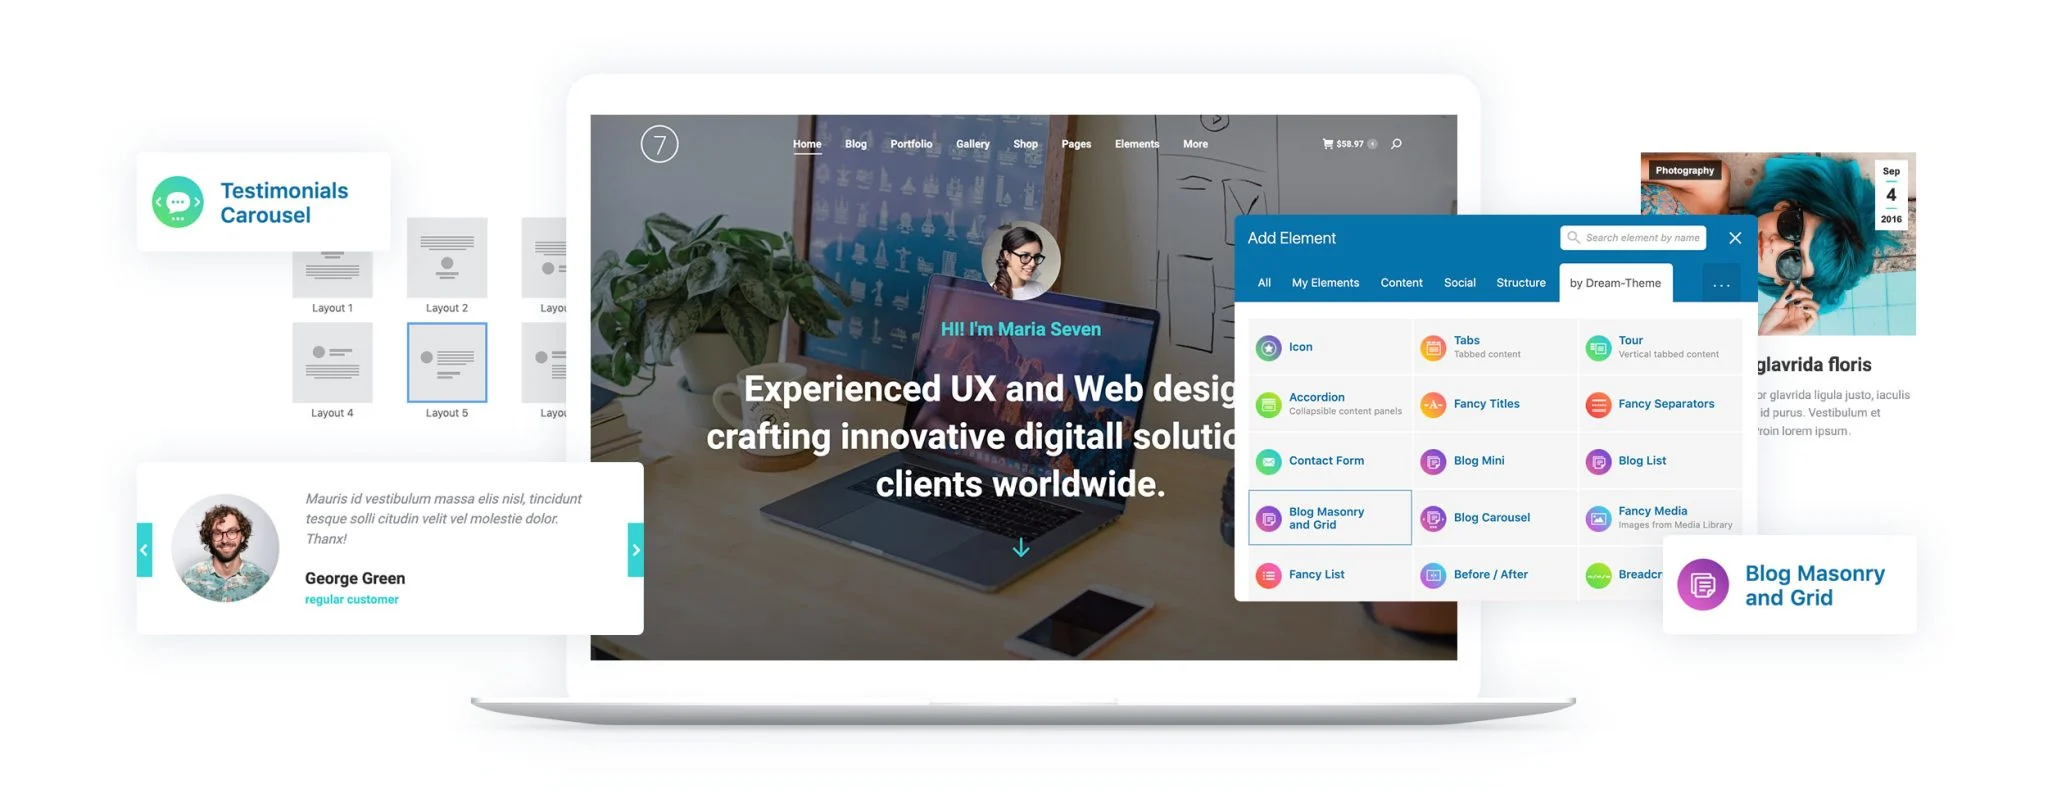 Testimonials
Carousel
Layout 1
Layout 2
Layou
Layout 4
Layout 5
Layou
Mauris id vestibulum massa elis nisl, tincidunt
tesque solli citudin velit vel molestie dolor.
Thanx!
George Green
regular customer
7
Home Blog Portfolio Gallery Shop Pages Elements More
$58.97
HI! I'm Maria Seven
Experienced UX and Web desig
crafting innovative digitall solutio
clients worldwide.
Add Element
Search element by name
All My Elements Content Social Structure by Dream-Theme ...
Icon
Tabs
Tabbed content
Tour
Vertical tabbed content
Accordion
Collapsible content panels
Fancy Titles
Fancy Separators
Contact Form
Blog Mini
Blog List
Blog Masonry
and Grid
Blog Carousel
Fancy Media
Images from Media Library
Fancy List
Before / After
Breadcr
Photography
Sep
4
2016
glavrida floris
or glavrida ligula justo, iaculis
id purus. Vestibulum et
roin lorem ipsum.
Blog Masonry
and Grid